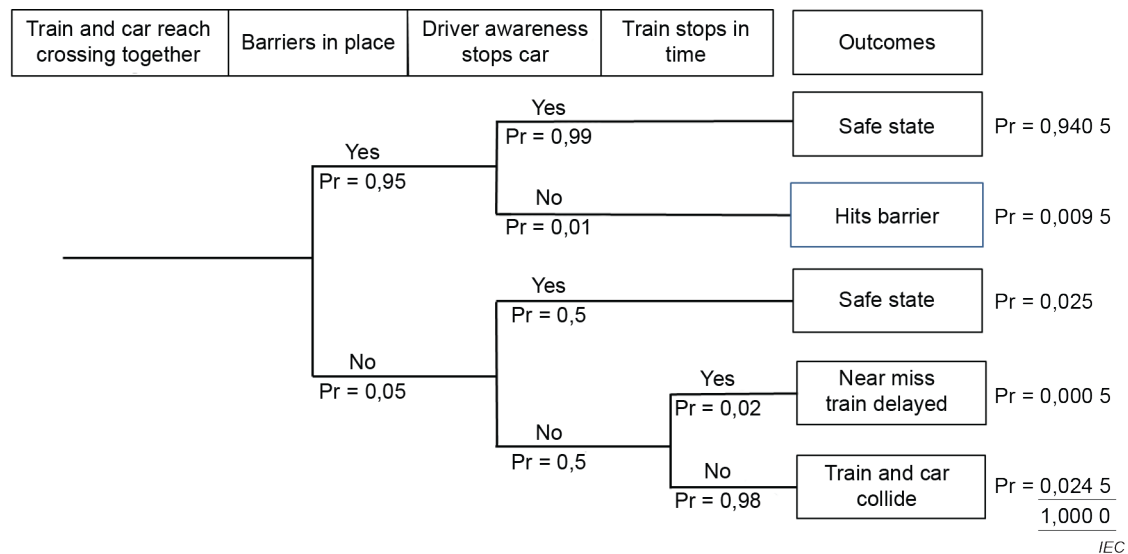 Train and car reach
crossing together
Barriers in place
Driver awareness
stops car
Train stops in
time
Outcomes
Yes
Pr = 0,99
Safe state
Pr = 0,940 5
Yes
Pr = 0,95
No
Pr = 0,01
Hits barrier
Pr = 0,009 5
Yes
Pr = 0,5
Safe state
Pr = 0,025
No
Pr = 0,05
Yes
Pr = 0,02
Near miss
train delayed
Pr = 0,000 5
No
Pr = 0,5
No
Pr = 0,98
Train and car
collide
Pr = 0,024 5
1,000 0
IEC